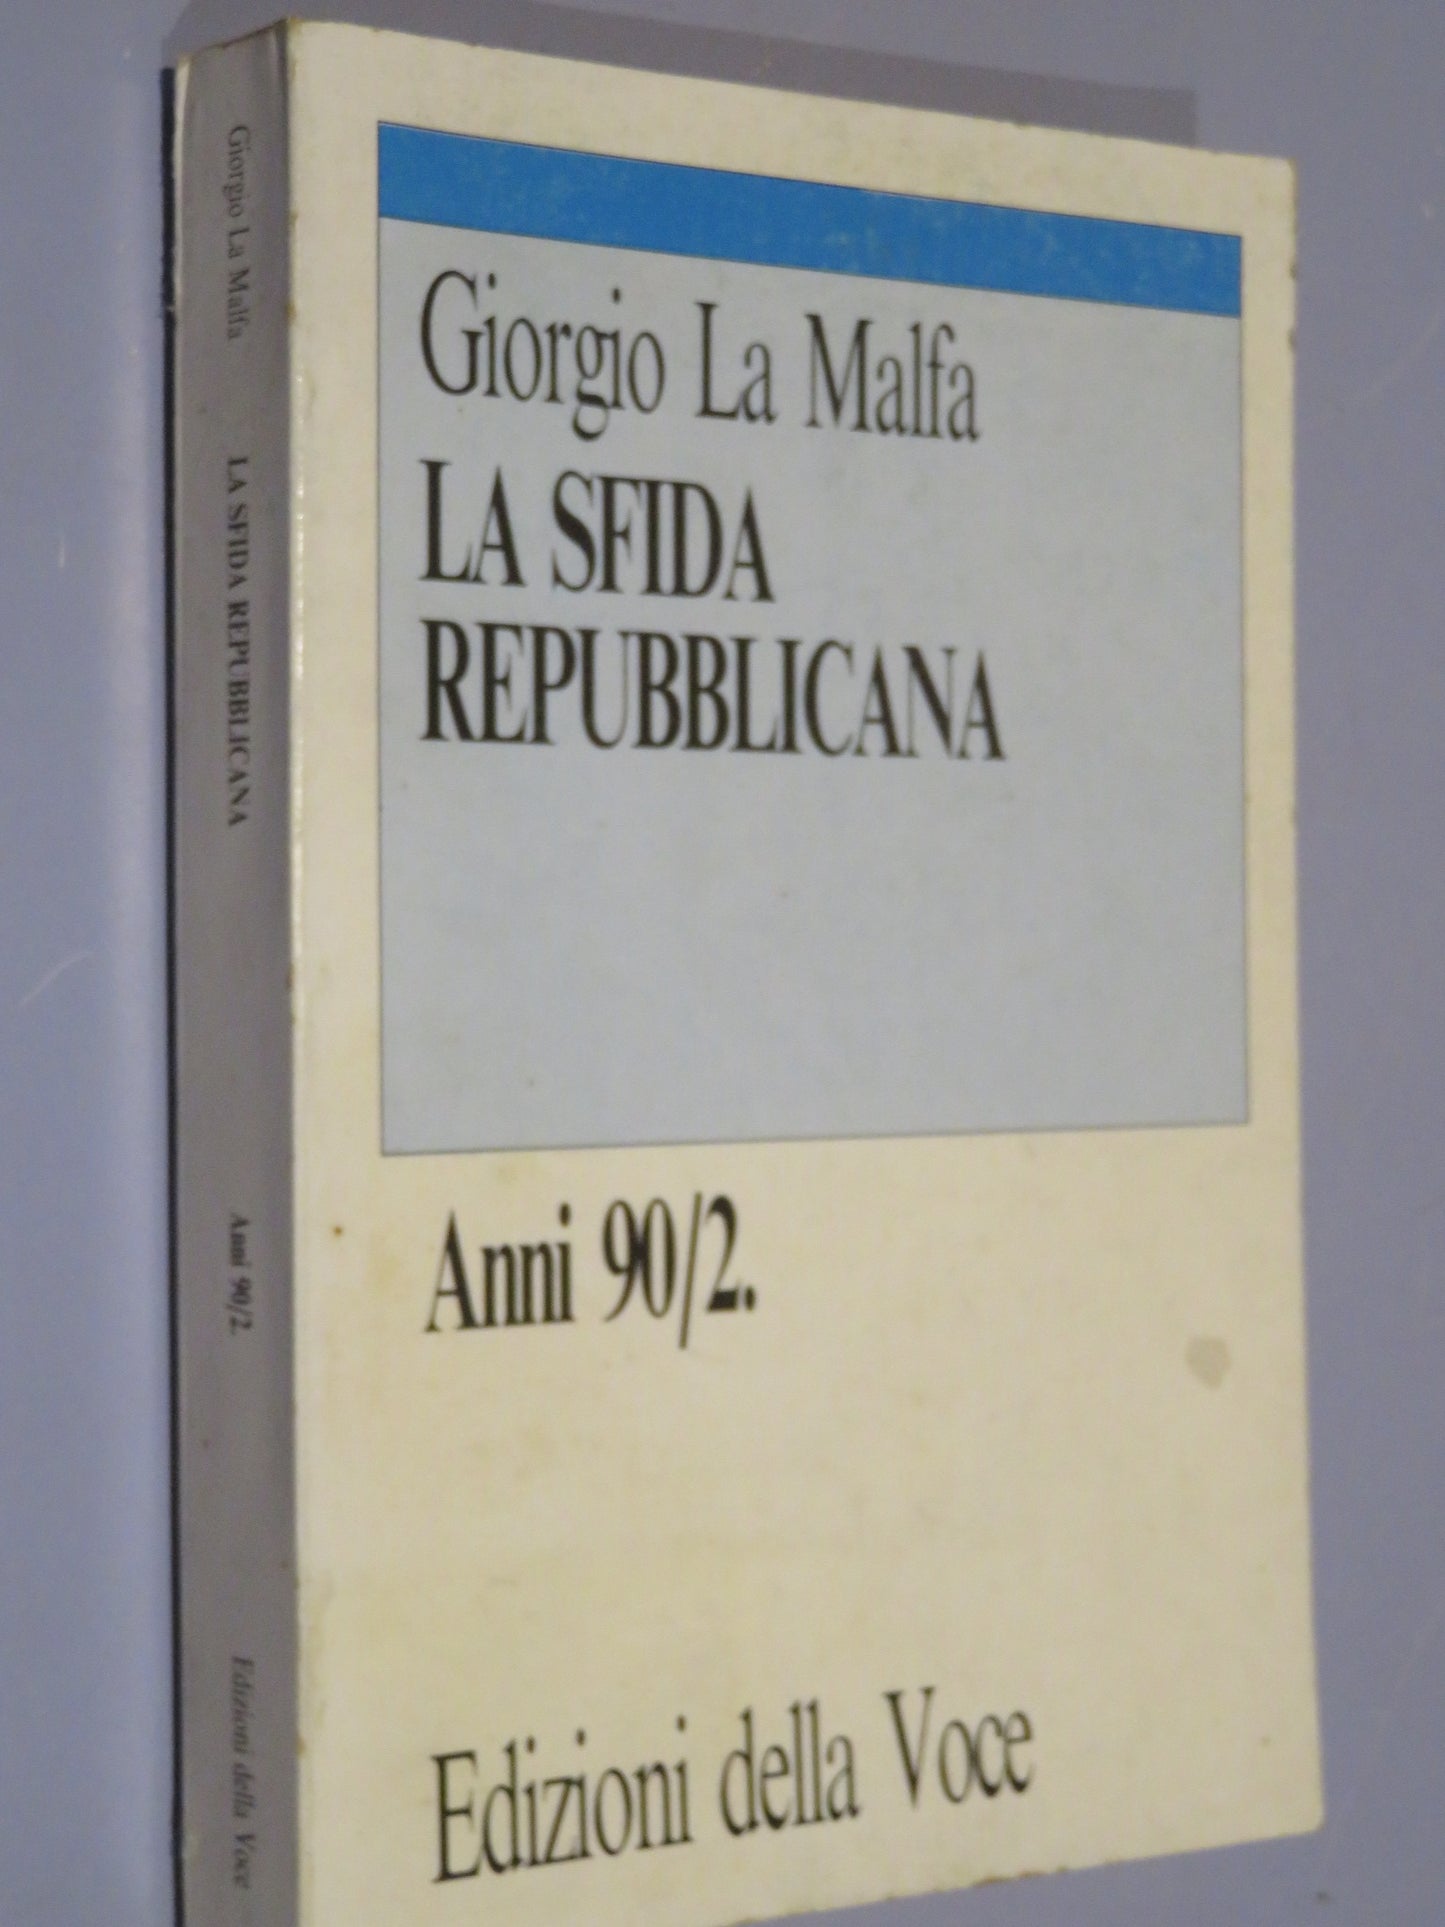 Giorgio La Malfa
LA SFIDA
REPUBBLICANA
Anni 90/2.
Edizioni della Voce
Giorgio La Malfa
LA SFIDA REPUBBLICANA
Anni 90/2.
Edizioni della Voce